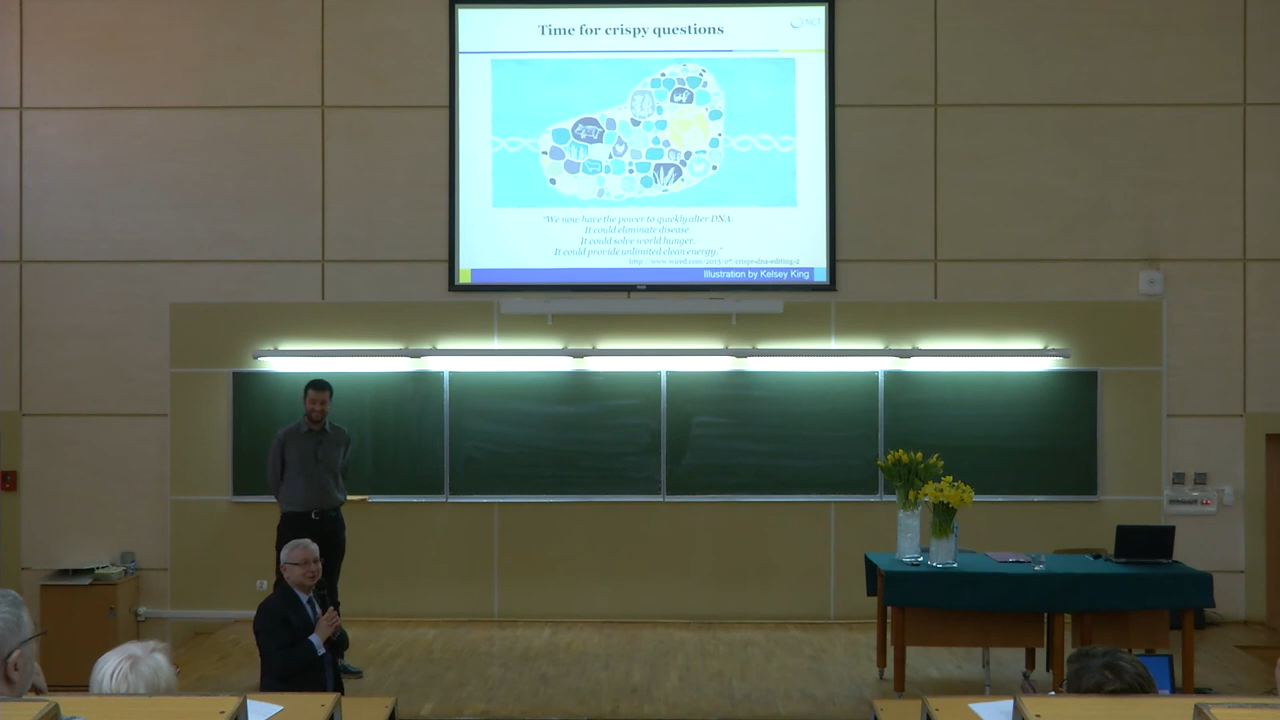 Time for crispy questions
"We now have the power to quickly alter DNA.
It could eliminate disease.
It could solve world hunger.
It could provide unlimited clean energy."
Illustration by Kelsey King